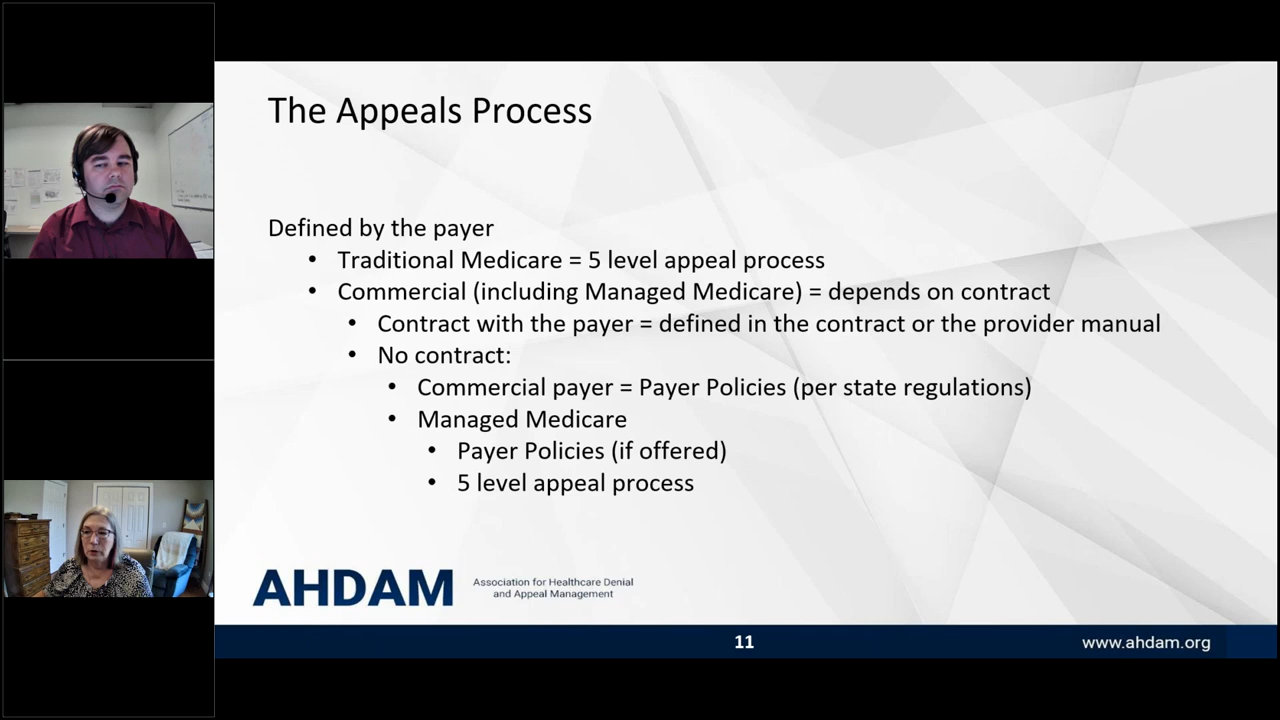 The Appeals Process
Defined by the payer
• Traditional Medicare = 5 level appeal process
• Commercial (including Managed Medicare) = depends on contract
• Contract with the payer = defined in the contract or the provider manual
• No contract:
• Commercial payer = Payer Policies (per state regulations)
• Managed Medicare
• Payer Policies (if offered)
• 5 level appeal process
AHDAM
Association for Healthcare Denial
and Appeal Management
11
www.ahdam.org